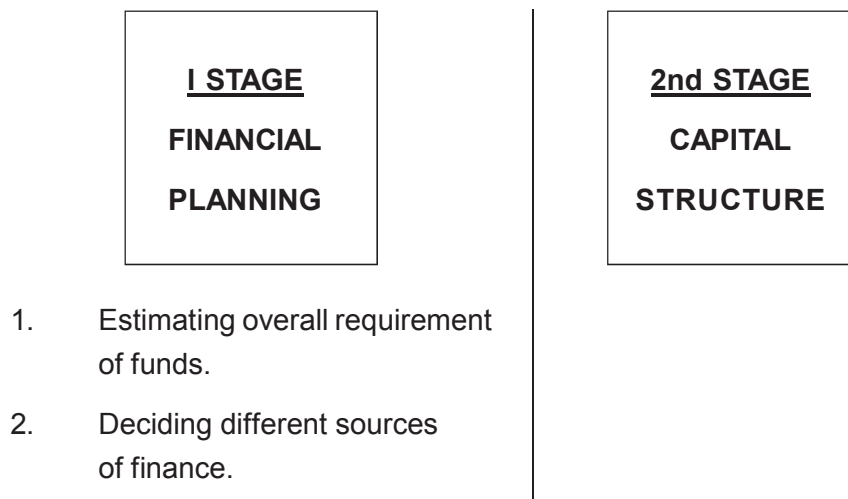 I STAGE
FINANCIAL
PLANNING
2nd STAGE
CAPITAL
STRUCTURE
1. Estimating overall requirement
of funds.
2. Deciding different sources
of finance.